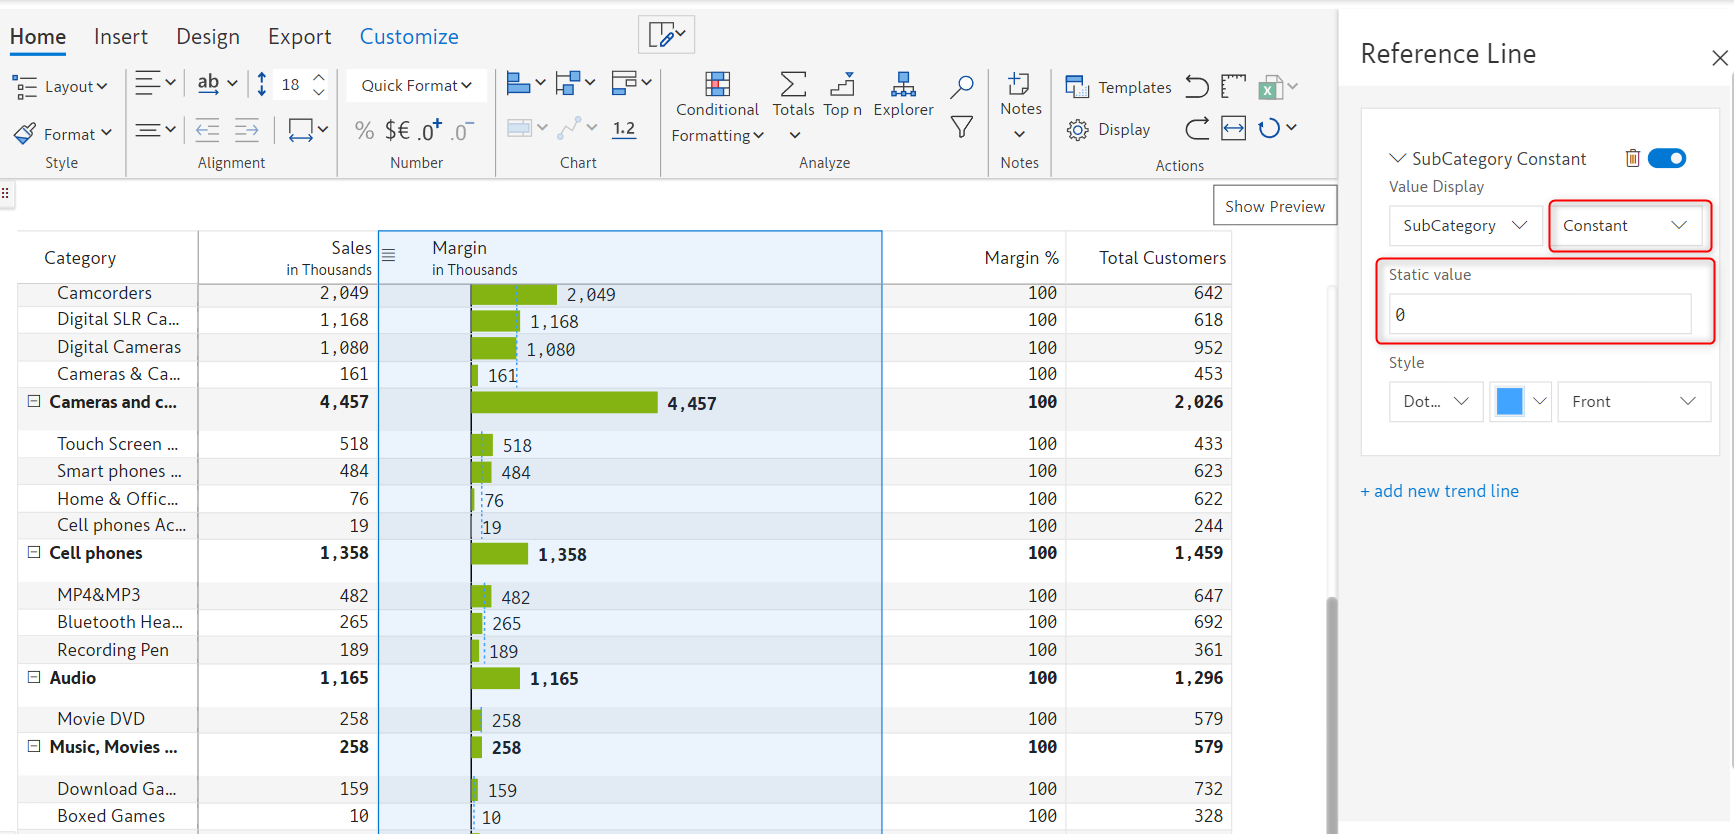 Home Insert Design Export Customize
Layout ab 18 Quick Format
Conditional Formatting Totals Top n Explorer
Notes
Templates
Format % $€ .0+ .0- 1.2 Display
Style Alignment Number Chart Analyze Notes Actions
Show Preview
Category Sales in Thousands Margin in Thousands Margin % Total Customers
Camcorders 2,049 2,049 100 642
Digital SLR Ca... 1,168 1,168 100 618
Digital Cameras 1,080 1,080 100 952
Cameras & Ca... 161 161 100 453
Cameras and c... 4,457 4,457 100 2,026
Touch Screen ... 518 518 100 433
Smart phones ... 484 484 100 623
Home & Offic... 76 76 100 622
Cell phones Ac... 19 19 100 244
Cell phones 1,358 1,358 100 1,459
MP4&MP3 482 482 100 647
Bluetooth Hea... 265 265 100 692
Recording Pen 189 189 100 361
Audio 1,165 1,165 100 1,296
Movie DVD 258 258 100 579
Music, Movies ... 258 258 100 579
Download Ga... 159 159 100 732
Boxed Games 10 10 100 328
Reference Line
SubCategory Constant
Value Display
SubCategory Constant
Static value
0
Style
Dot... Front
+ add new trend line